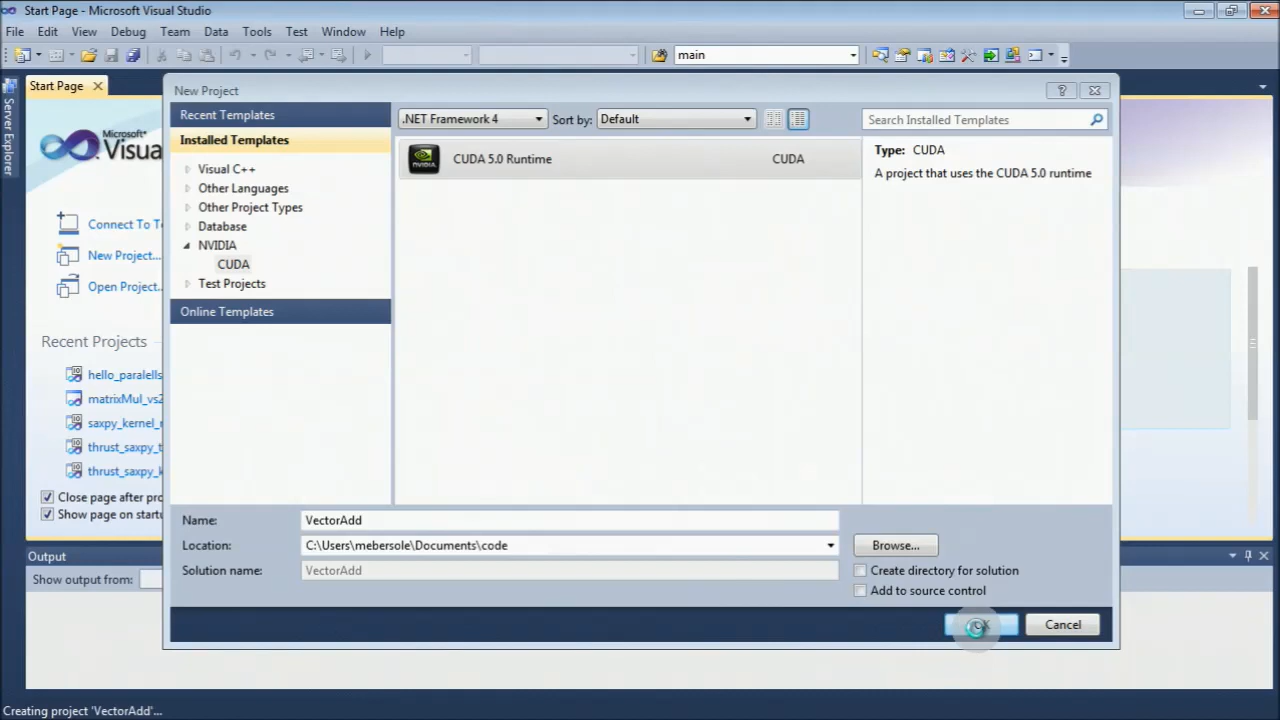 Start Page - Microsoft Visual Studio
File Edit View Debug Team Data Tools Test Window Help
main
Server Explorer
Start Page
Microsoft
Visua
Connect To T
New Project...
Open Project..
Recent Projects
hello_paralells
matrixMul_vs2
saxpy_kernel_
thrust_saxpy_t
thrust_saxpy_k
Close page after pro
Show page on startu
New Project
Recent Templates
Installed Templates
Visual C++
Other Languages
Other Project Types
Database
NVIDIA
CUDA
Test Projects
Online Templates
.NET Framework 4
Sort by: Default
NVIDIA
CUDA 5.0 Runtime CUDA
Search Installed Templates
Type: CUDA
A project that uses the CUDA 5.0 runtime
Name: VectorAdd
Location: C:\Users\mebersole\Documents\code
Browse...
Solution name: VectorAdd
Create directory for solution
Add to source control
Cancel
Output
Show output from:
Creating project 'VectorAdd'...